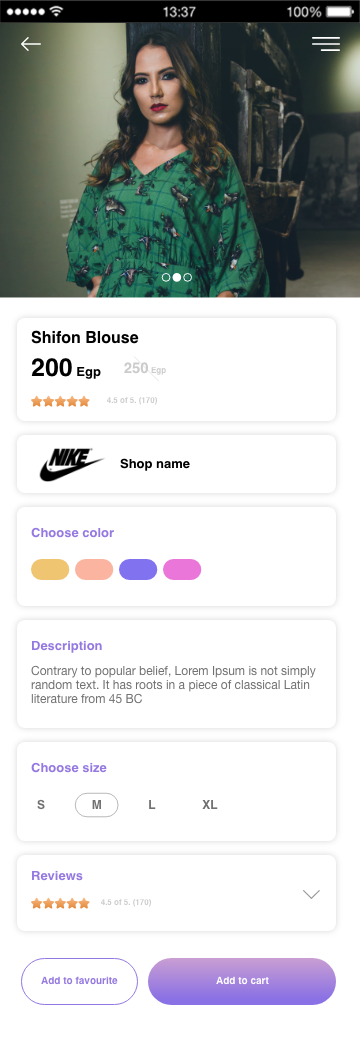 13:37
100%
Shifon Blouse
200 Egp 250 Egp
4.5 of 5. (170)
NIKE
Shop name
Choose color
Description
Contrary to popular belief, Lorem Ipsum is not simply
random text. It has roots in a piece of classical Latin
literature from 45 BC
Choose size
S M L XL
Reviews
4.5 of 5. (170)
Add to favourite Add to cart